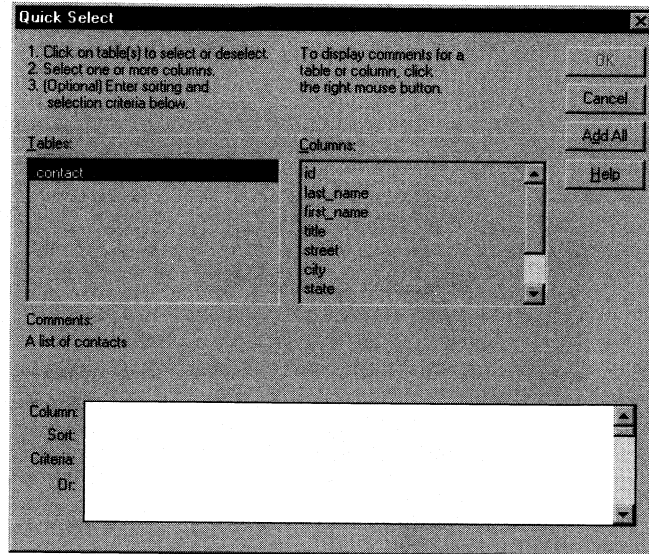 Quick Select
1. Click on table(s) to select or deselect.
2. Select one or more columns.
3. (Optional) Enter sorting and
selection criteria below.
To display comments for a
table or column, click
the right mouse button.
OK
Cancel
Add All
Help
Tables:
contact
Columns:
id
last_name
first_name
title
street
city
state
Comments:
A list of contacts
Column:
Sort:
Criteria:
Or: